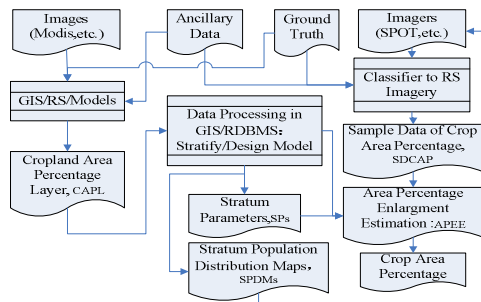 Images
(Modis,etc.)
Ancillary
Data
Ground
Truth
Imagers
(SPOT,etc.)
GIS/RS/Models
Classifier to RS
Imagery
Data Processing in
GIS/RDBMS:
Stratify/Design Model
Cropland Area
Percentage
Layer, CAPL
Sample Data of Crop
Area Percentage,
SDCAP
Stratum
Parameters,SPs
Area Percentage
Enlargment
Estimation :APEE
Stratum Population
Distribution Maps,
SPDMs
Crop Area
Percentage